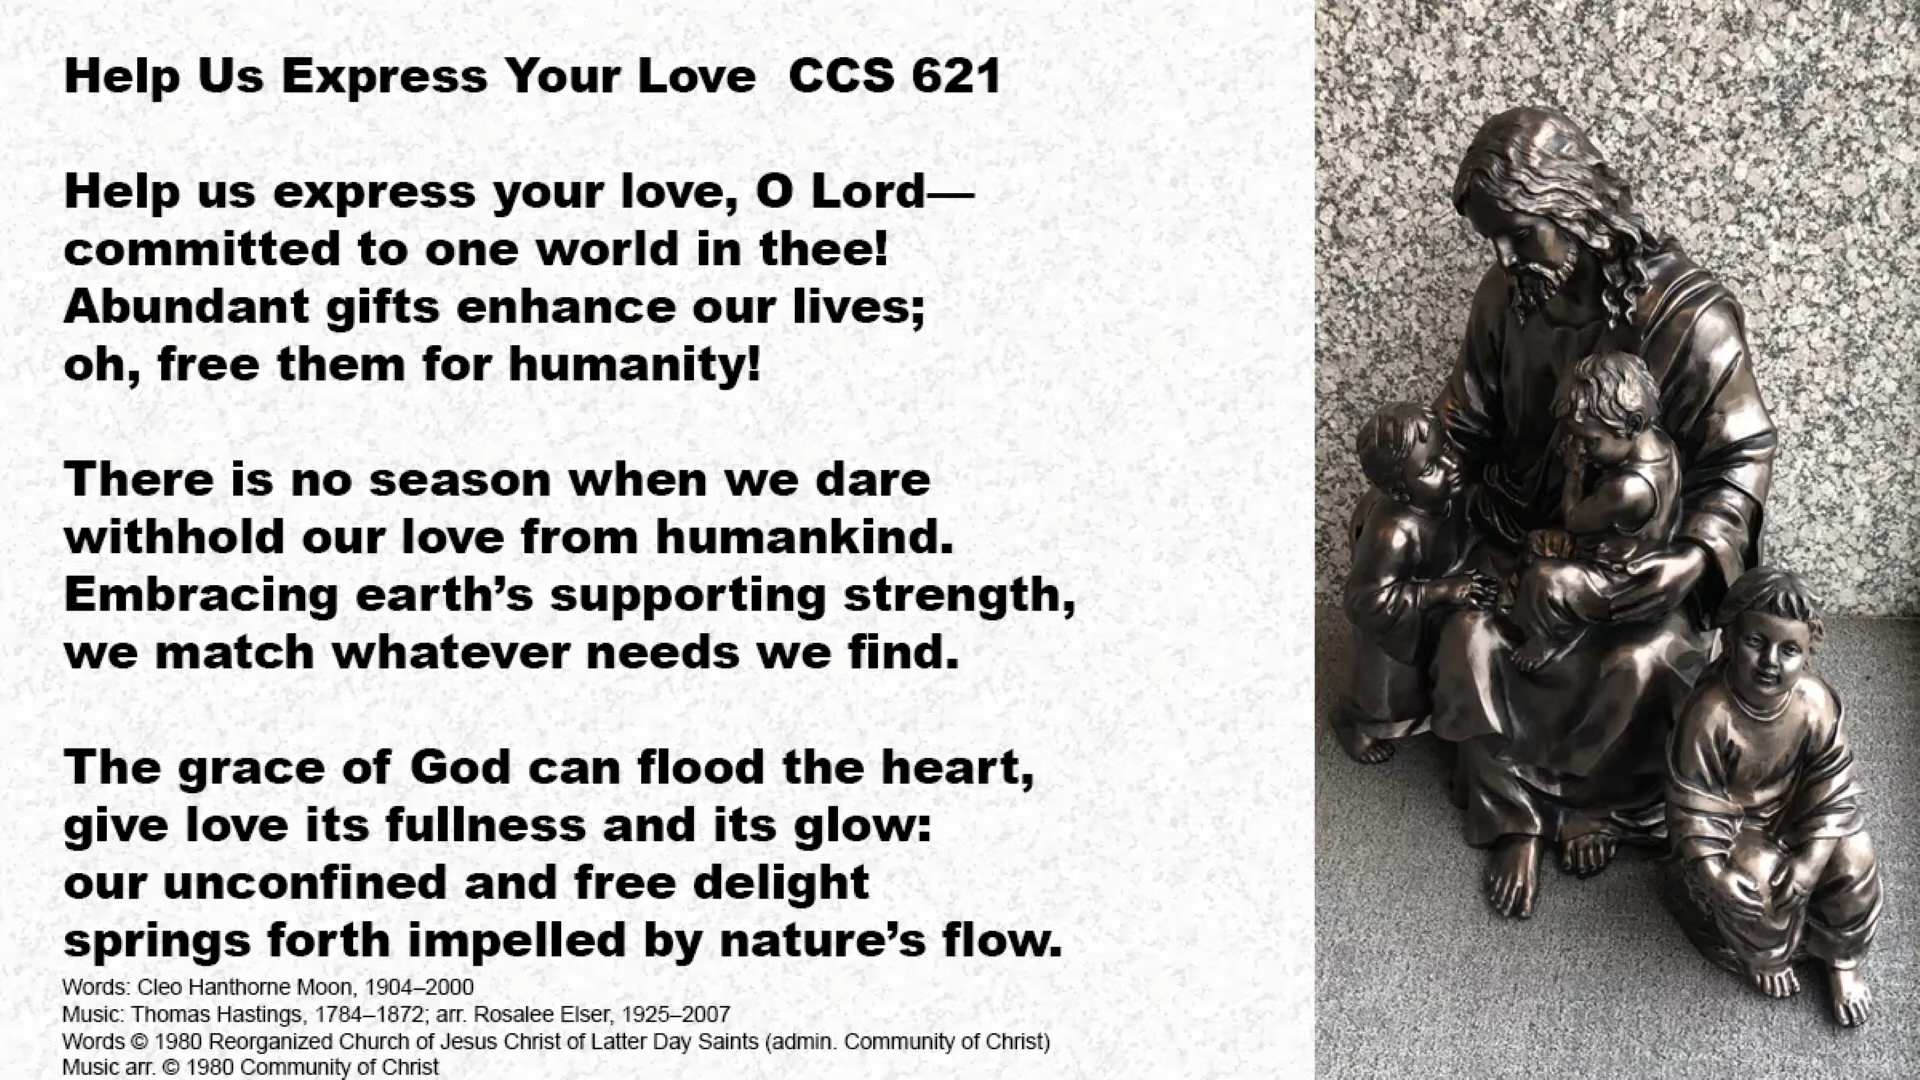 Help Us Express Your Love  CCS 621
Help us express your love, O Lord—
committed to one world in thee!
Abundant gifts enhance our lives;
oh, free them for humanity!
There is no season when we dare
withhold our love from humankind.
Embracing earth’s supporting strength,
we match whatever needs we find.
The grace of God can flood the heart,
give love its fullness and its glow:
our unconfined and free delight
springs forth impelled by nature’s flow.
Words: Cleo Hanthorne Moon, 1904–2000
Music: Thomas Hastings, 1784–1872; arr. Rosalee Elser, 1925–2007
Words © 1980 Reorganized Church of Jesus Christ of Latter Day Saints (admin. Community of Christ)
Music arr. © 1980 Community of Christ